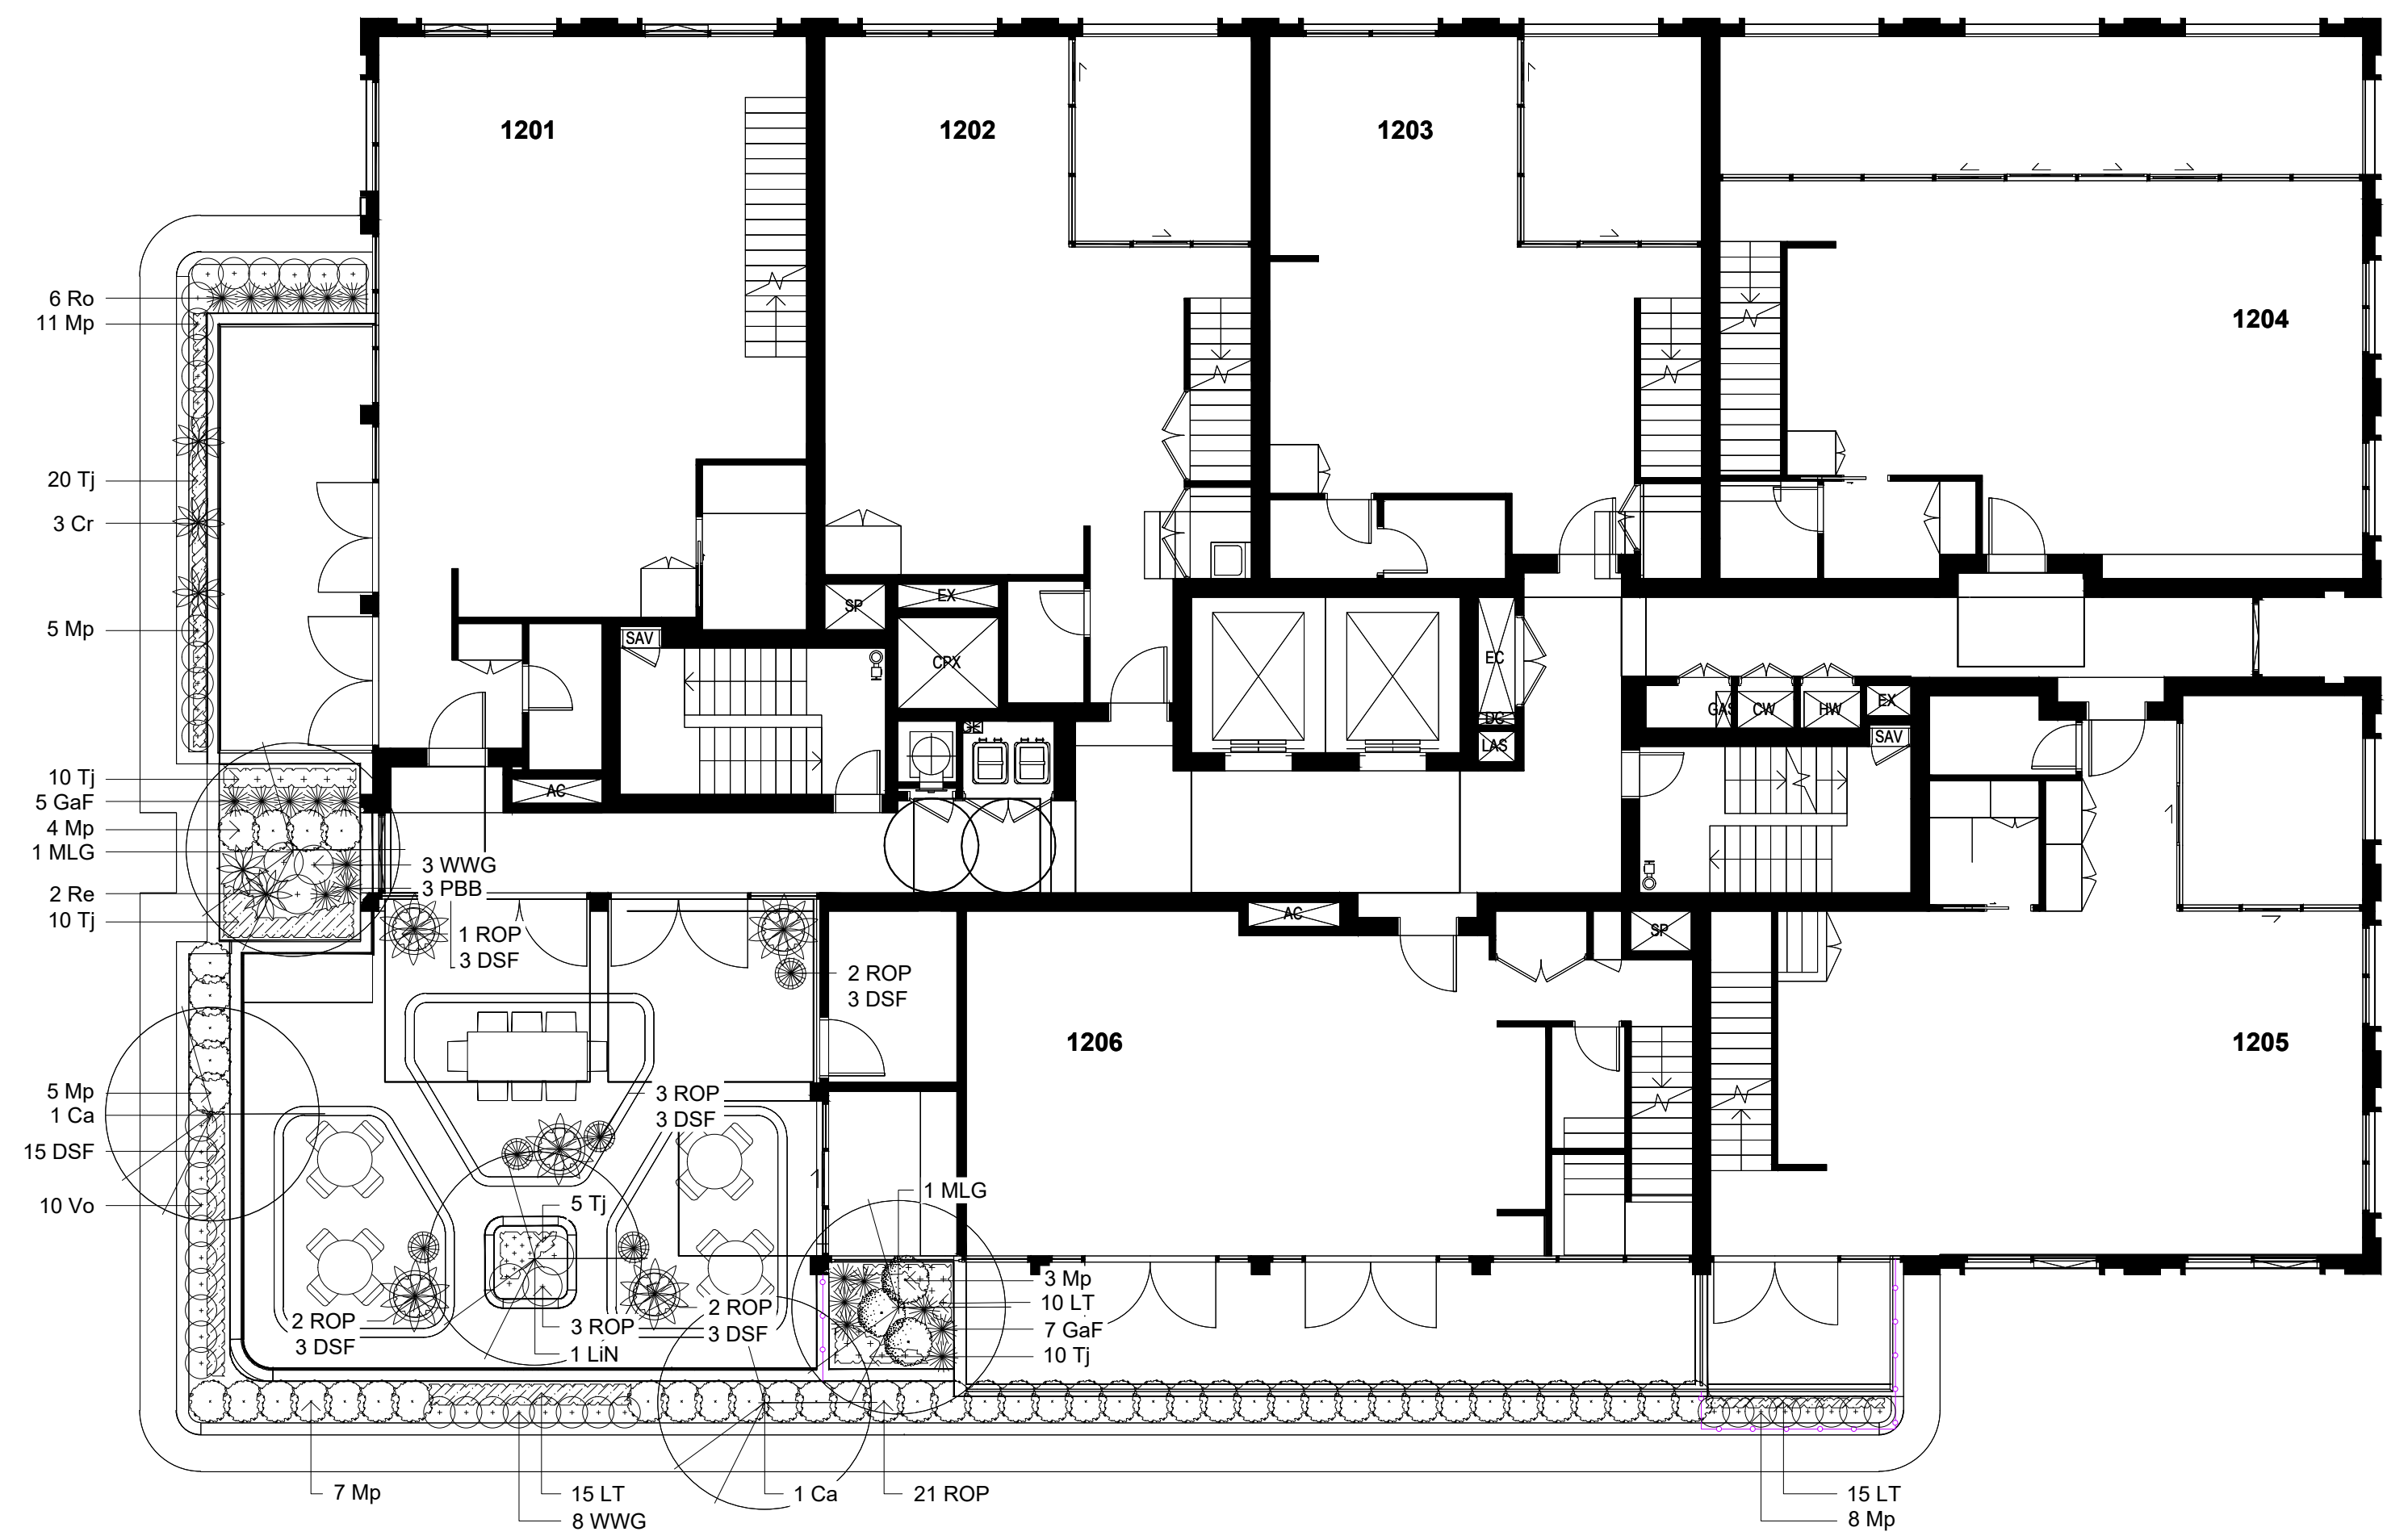 1201
1202
1203
1204
6 Ro
11 Mp
20 Tj
3 Cr
5 Mp
SP
EX
SAV
CPX
EC
DC
LAS
GAS
CW
HW
EX
SAV
AC
10 Tj
5 GaF
4 Mp
1 MLG
2 Re
10 Tj
3 WWG
3 PBB
1 ROP
3 DSF
2 ROP
3 DSF
AC
SP
1206
1205
5 Mp
1 Ca
15 DSF
10 Vo
3 ROP
3 DSF
5 Tj
1 MLG
2 ROP
3 DSF
3 ROP
1 LiN
2 ROP
3 DSF
3 Mp
10 LT
7 GaF
10 Tj
7 Mp
15 LT
8 WWG
1 Ca
21 ROP
15 LT
8 Mp